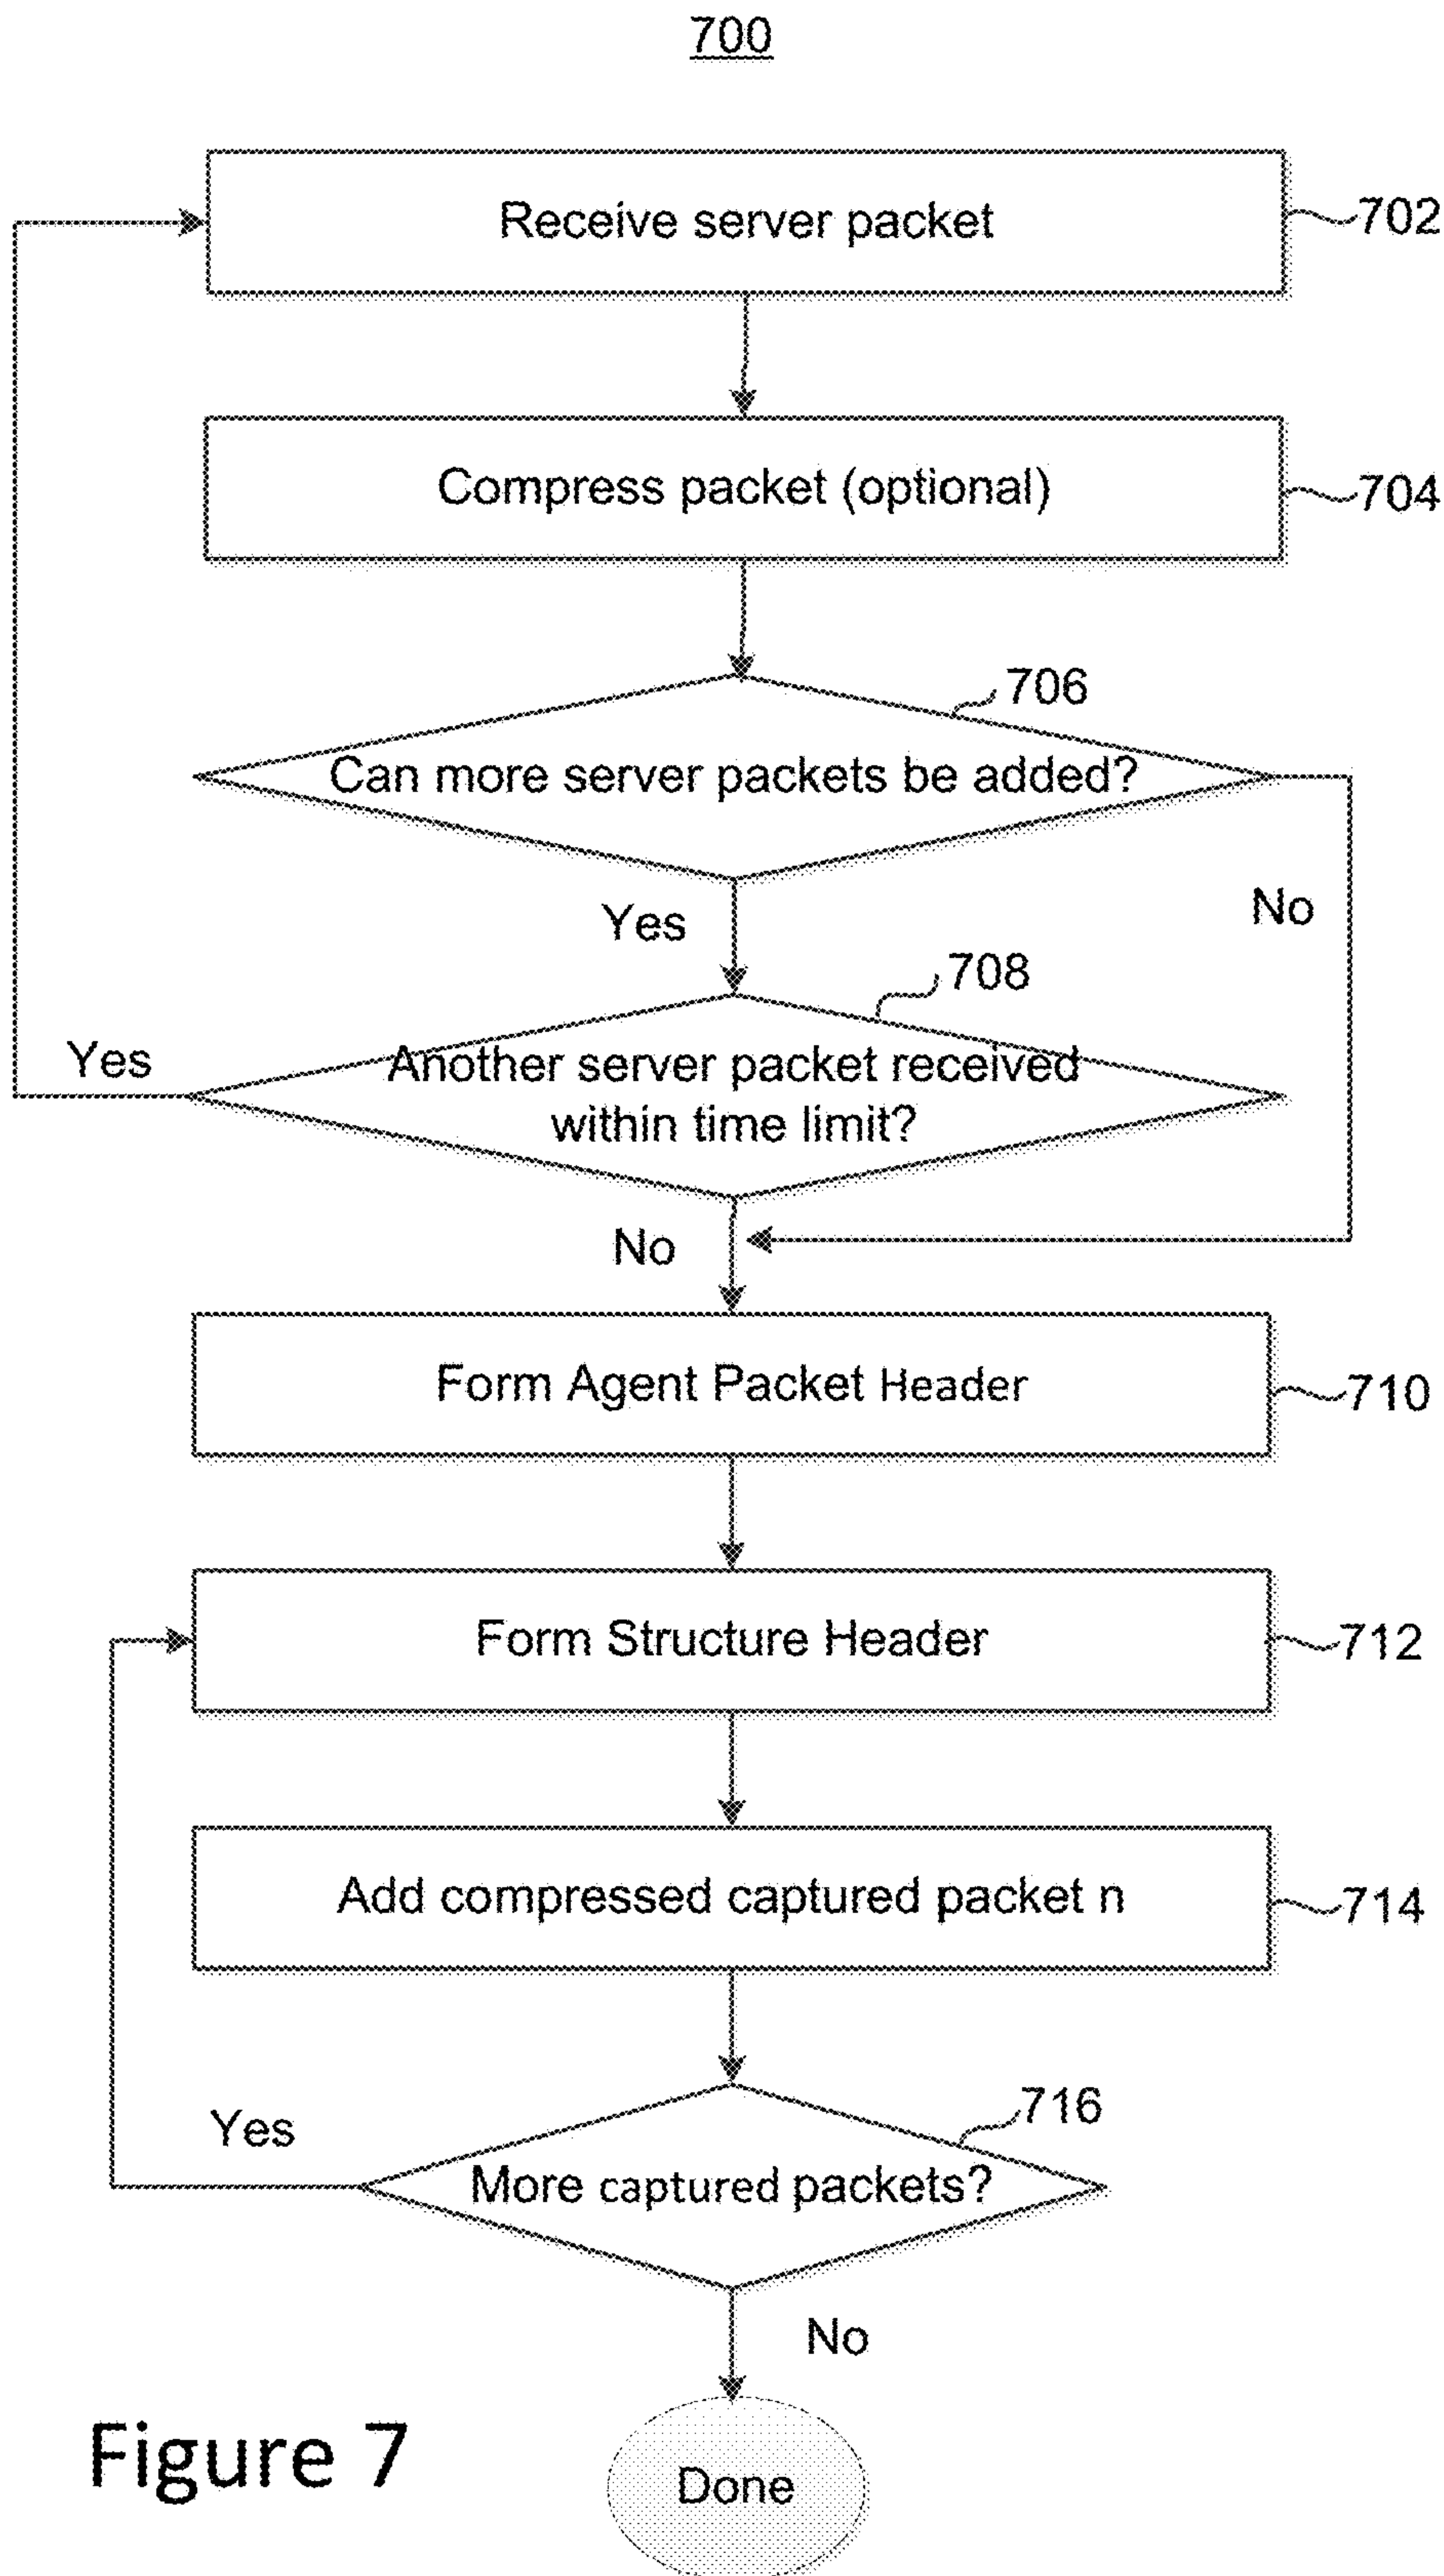 700
Receive server packet
702
Compress packet (optional)
704
706
Can more server packets be added?
Yes
No
708
Yes
Another server packet received
within time limit?
No
Form Agent Packet Header
710
Form Structure Header
712
Add compressed captured packet n
714
716
Yes
More captured packets?
No
Figure 7
Done